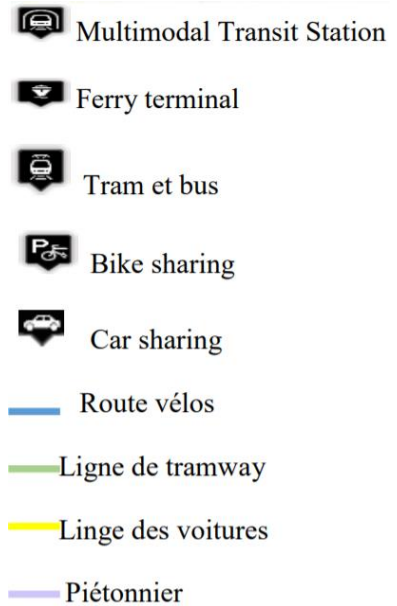 Multimodal Transit Station
Ferry terminal
Tram et bus
P
Bike sharing
Car sharing
Route vélos
Ligne de tramway
Linge des voitures
Piétonnier